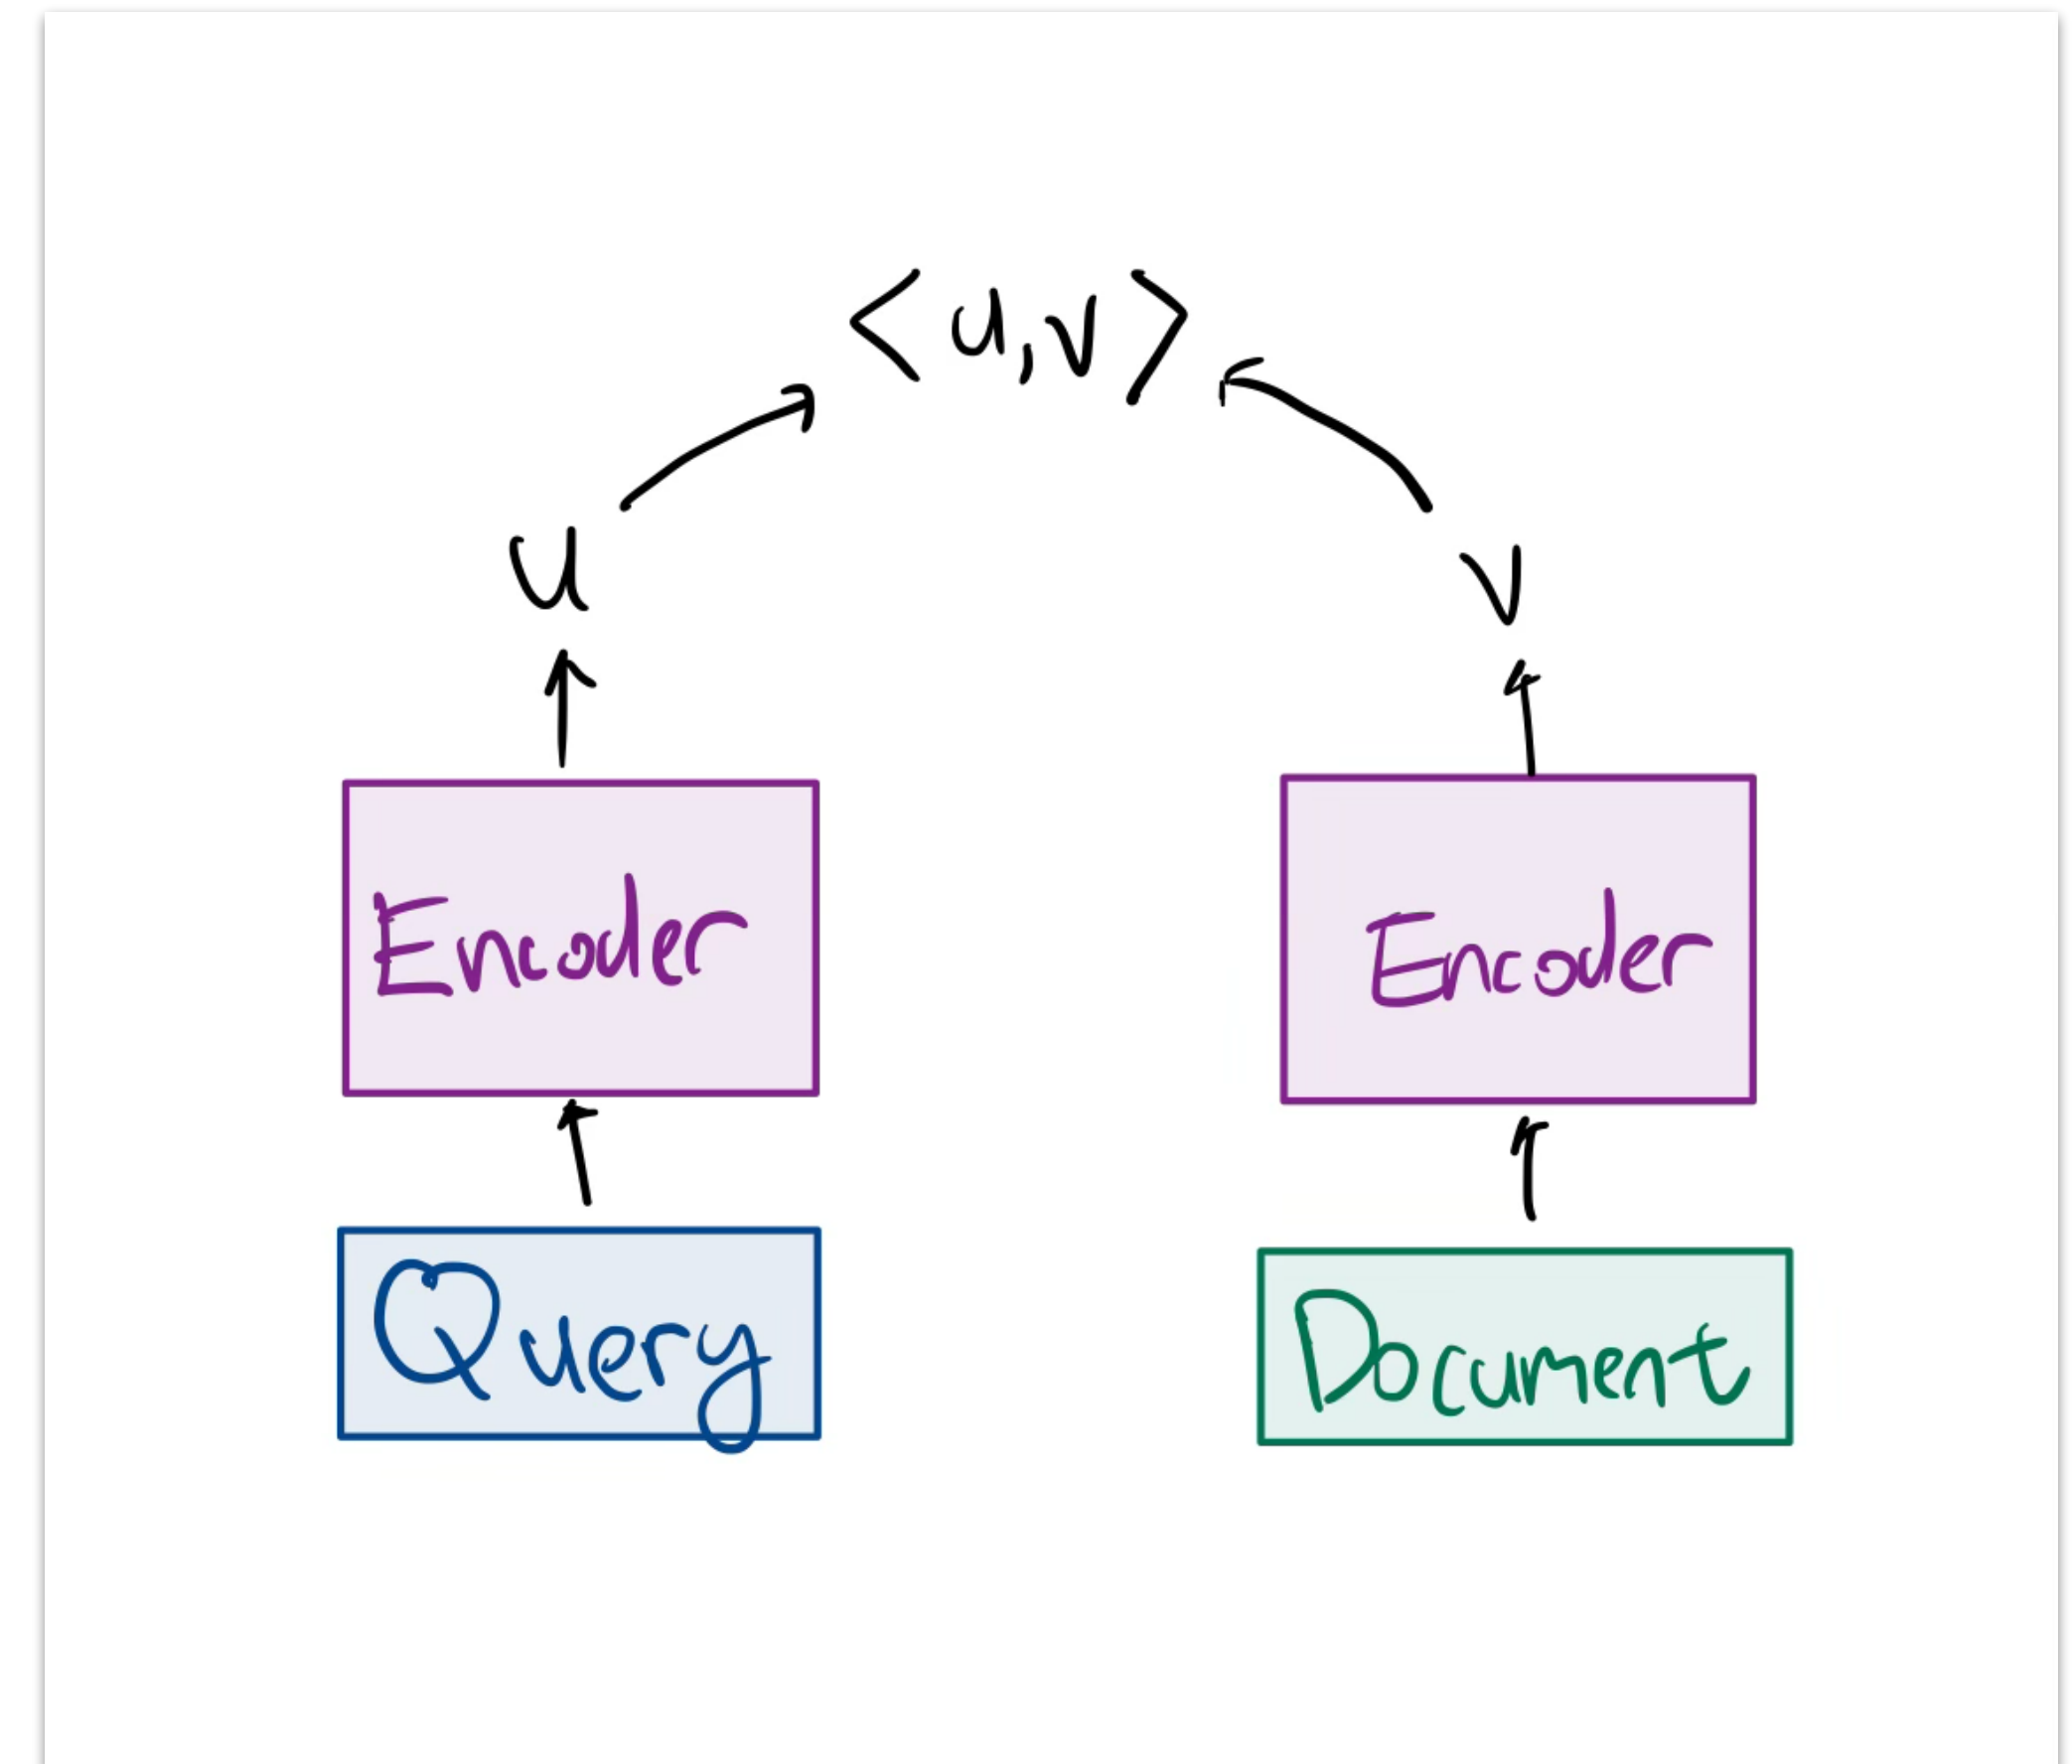 <u,v>
u
v
Encoder
Encoder
Query
Document